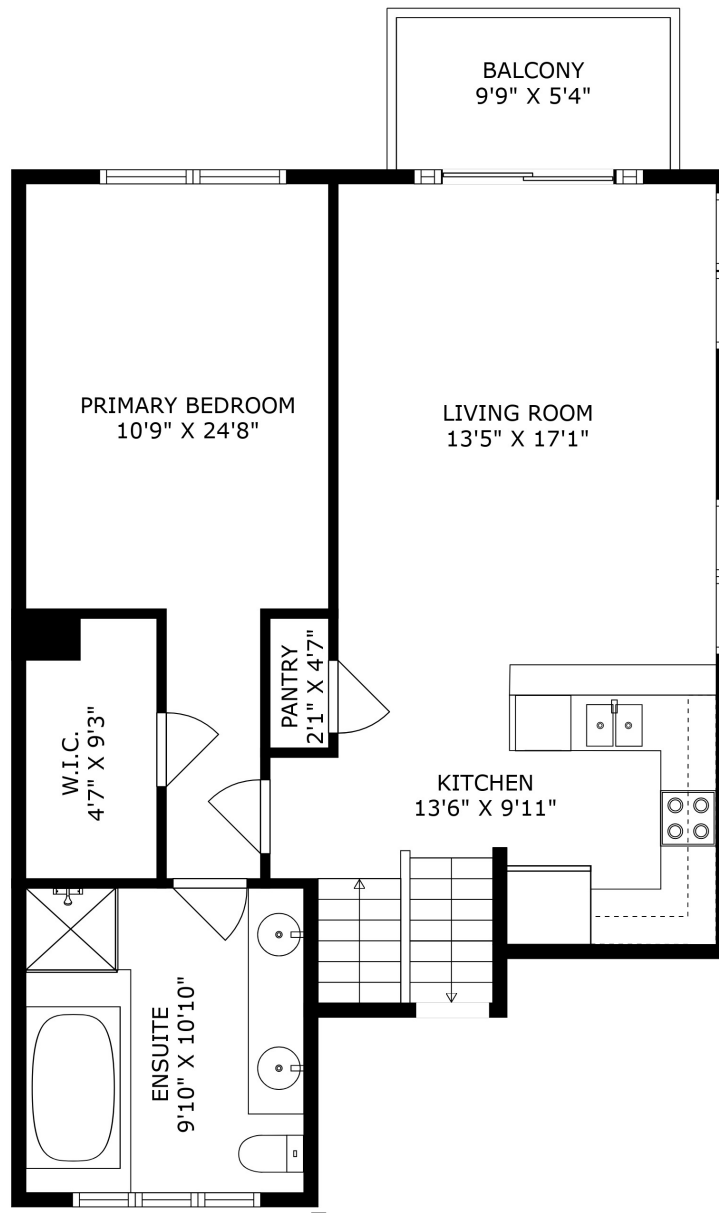 BALCONY
9'9" X 5'4"
PRIMARY BEDROOM
10'9" X 24'8"
LIVING ROOM
13'5" X 17'1"
PANTRY
2'1" X 4'7"
W.I.C.
4'7" X 9'3"
KITCHEN
13'6" X 9'11"
ENSUITE
9'10" X 10'10"